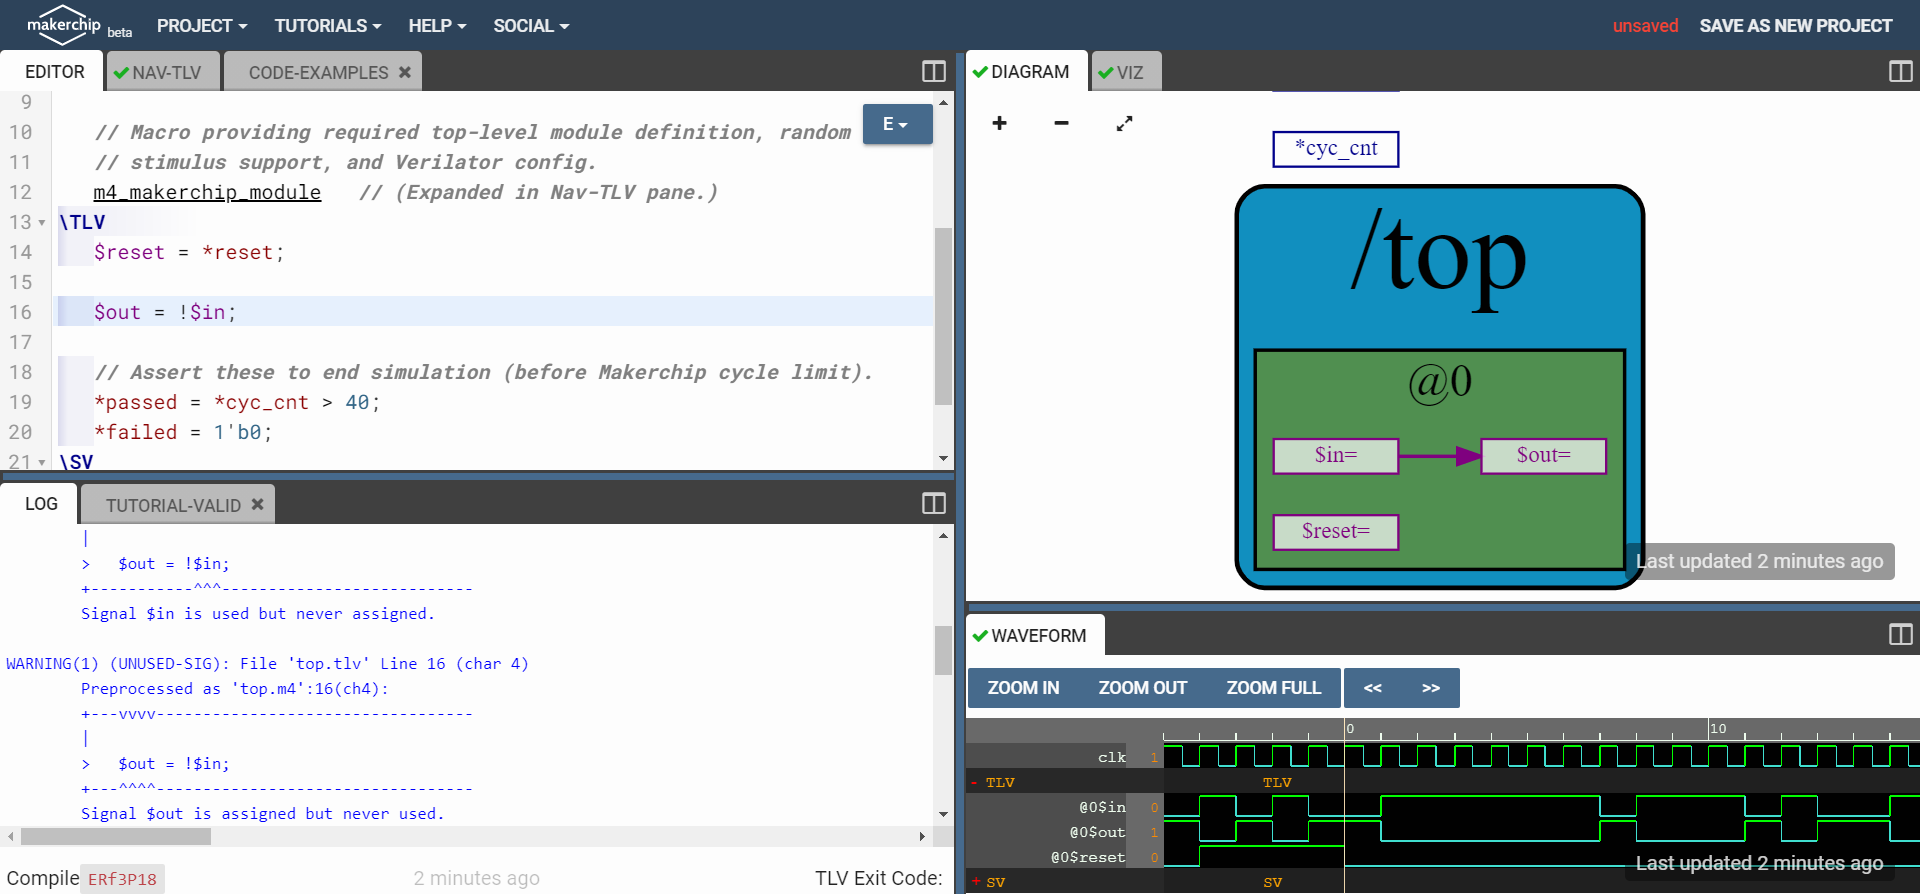 makerchip beta PROJECT TUTORIALS HELP SOCIAL unsaved SAVE AS NEW PROJECT
EDITOR NAV-TLV CODE-EXAMPLES
9
10 // Macro providing required top-level module definition, random
11 // stimulus support, and Verilator config.
12 m4_makerchip_module // (Expanded in Nav-TLV pane.)
13 \TLV
14 $reset = *reset;
15
16 $out = !$in;
17
18 // Assert these to end simulation (before Makerchip cycle limit).
19 *passed = *cyc_cnt > 40;
20 *failed = 1'b0;
21 \SV
E
LOG TUTORIAL-VALID
|
> $out = !$in;
+-----------^^^--------------------------
Signal $in is used but never assigned.
WARNING(1) (UNUSED-SIG): File 'top.tlv' Line 16 (char 4)
Preprocessed as 'top.m4':16(ch4):
+---vvvv----------------------------------
|
> $out = !$in;
+---^^^^----------------------------------
Signal $out is assigned but never used.
Compile ERf3P18 2 minutes ago TLV Exit Code:
DIAGRAM VIZ
*cyc_cnt
/top
@0
$in= $out=
$reset=
Last updated 2 minutes ago
WAVEFORM
ZOOM IN ZOOM OUT ZOOM FULL << >>
0 10
clk 1
- TLV TLV
@0$in 0
@0$out 1
@0$reset 0
Last updated 2 minutes ago
+ SV SV